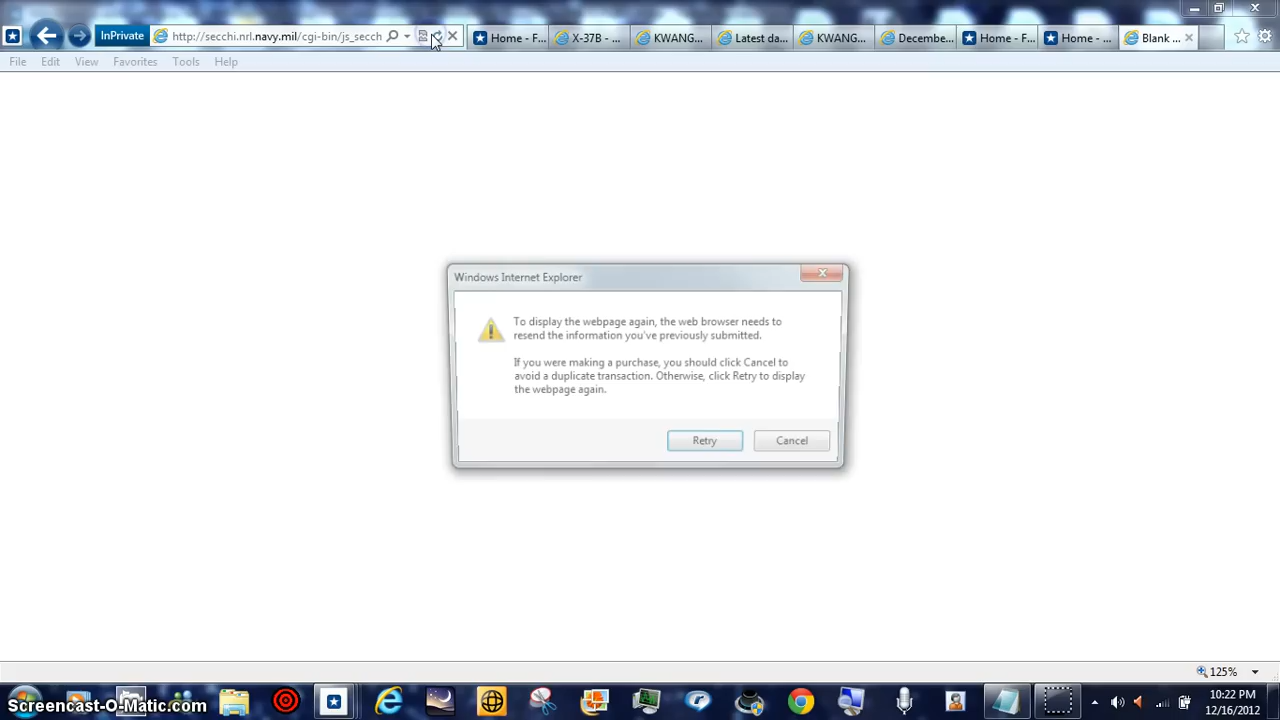 InPrivate http://secchi.nrl.navy.mil/cgi-bin/js_secch Home - F... X-37B - ... KWANG... Latest da... KWANG... Decembe... Home - F... Home - ... Blank ...
File Edit View Favorites Tools Help
Windows Internet Explorer
To display the webpage again, the web browser needs to
resend the information you've previously submitted.
If you were making a purchase, you should click Cancel to
avoid a duplicate transaction. Otherwise, click Retry to display
the webpage again.
Retry Cancel
125%
Screencast-O-Matic.com
10:22 PM
12/16/2012